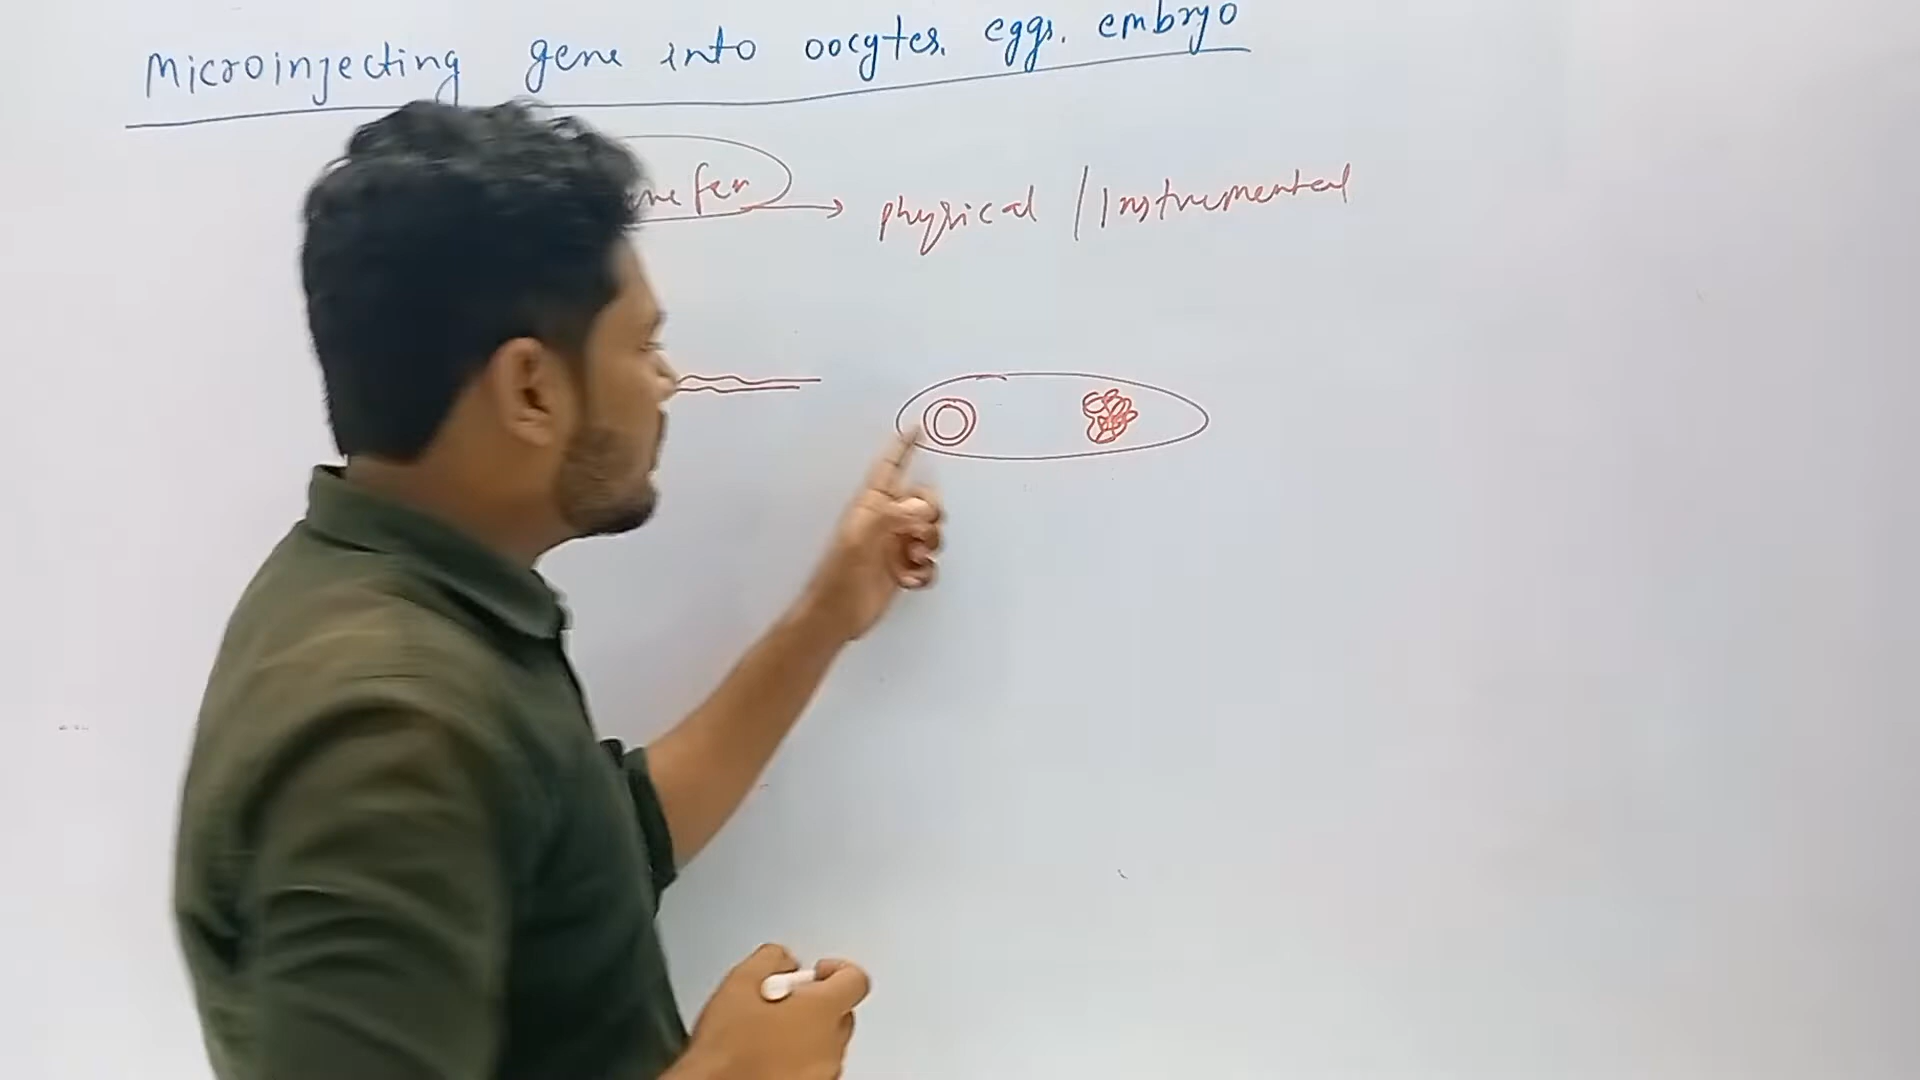 Microinjecting gene into oocytes. eggs. embryo
physical / Instrumental